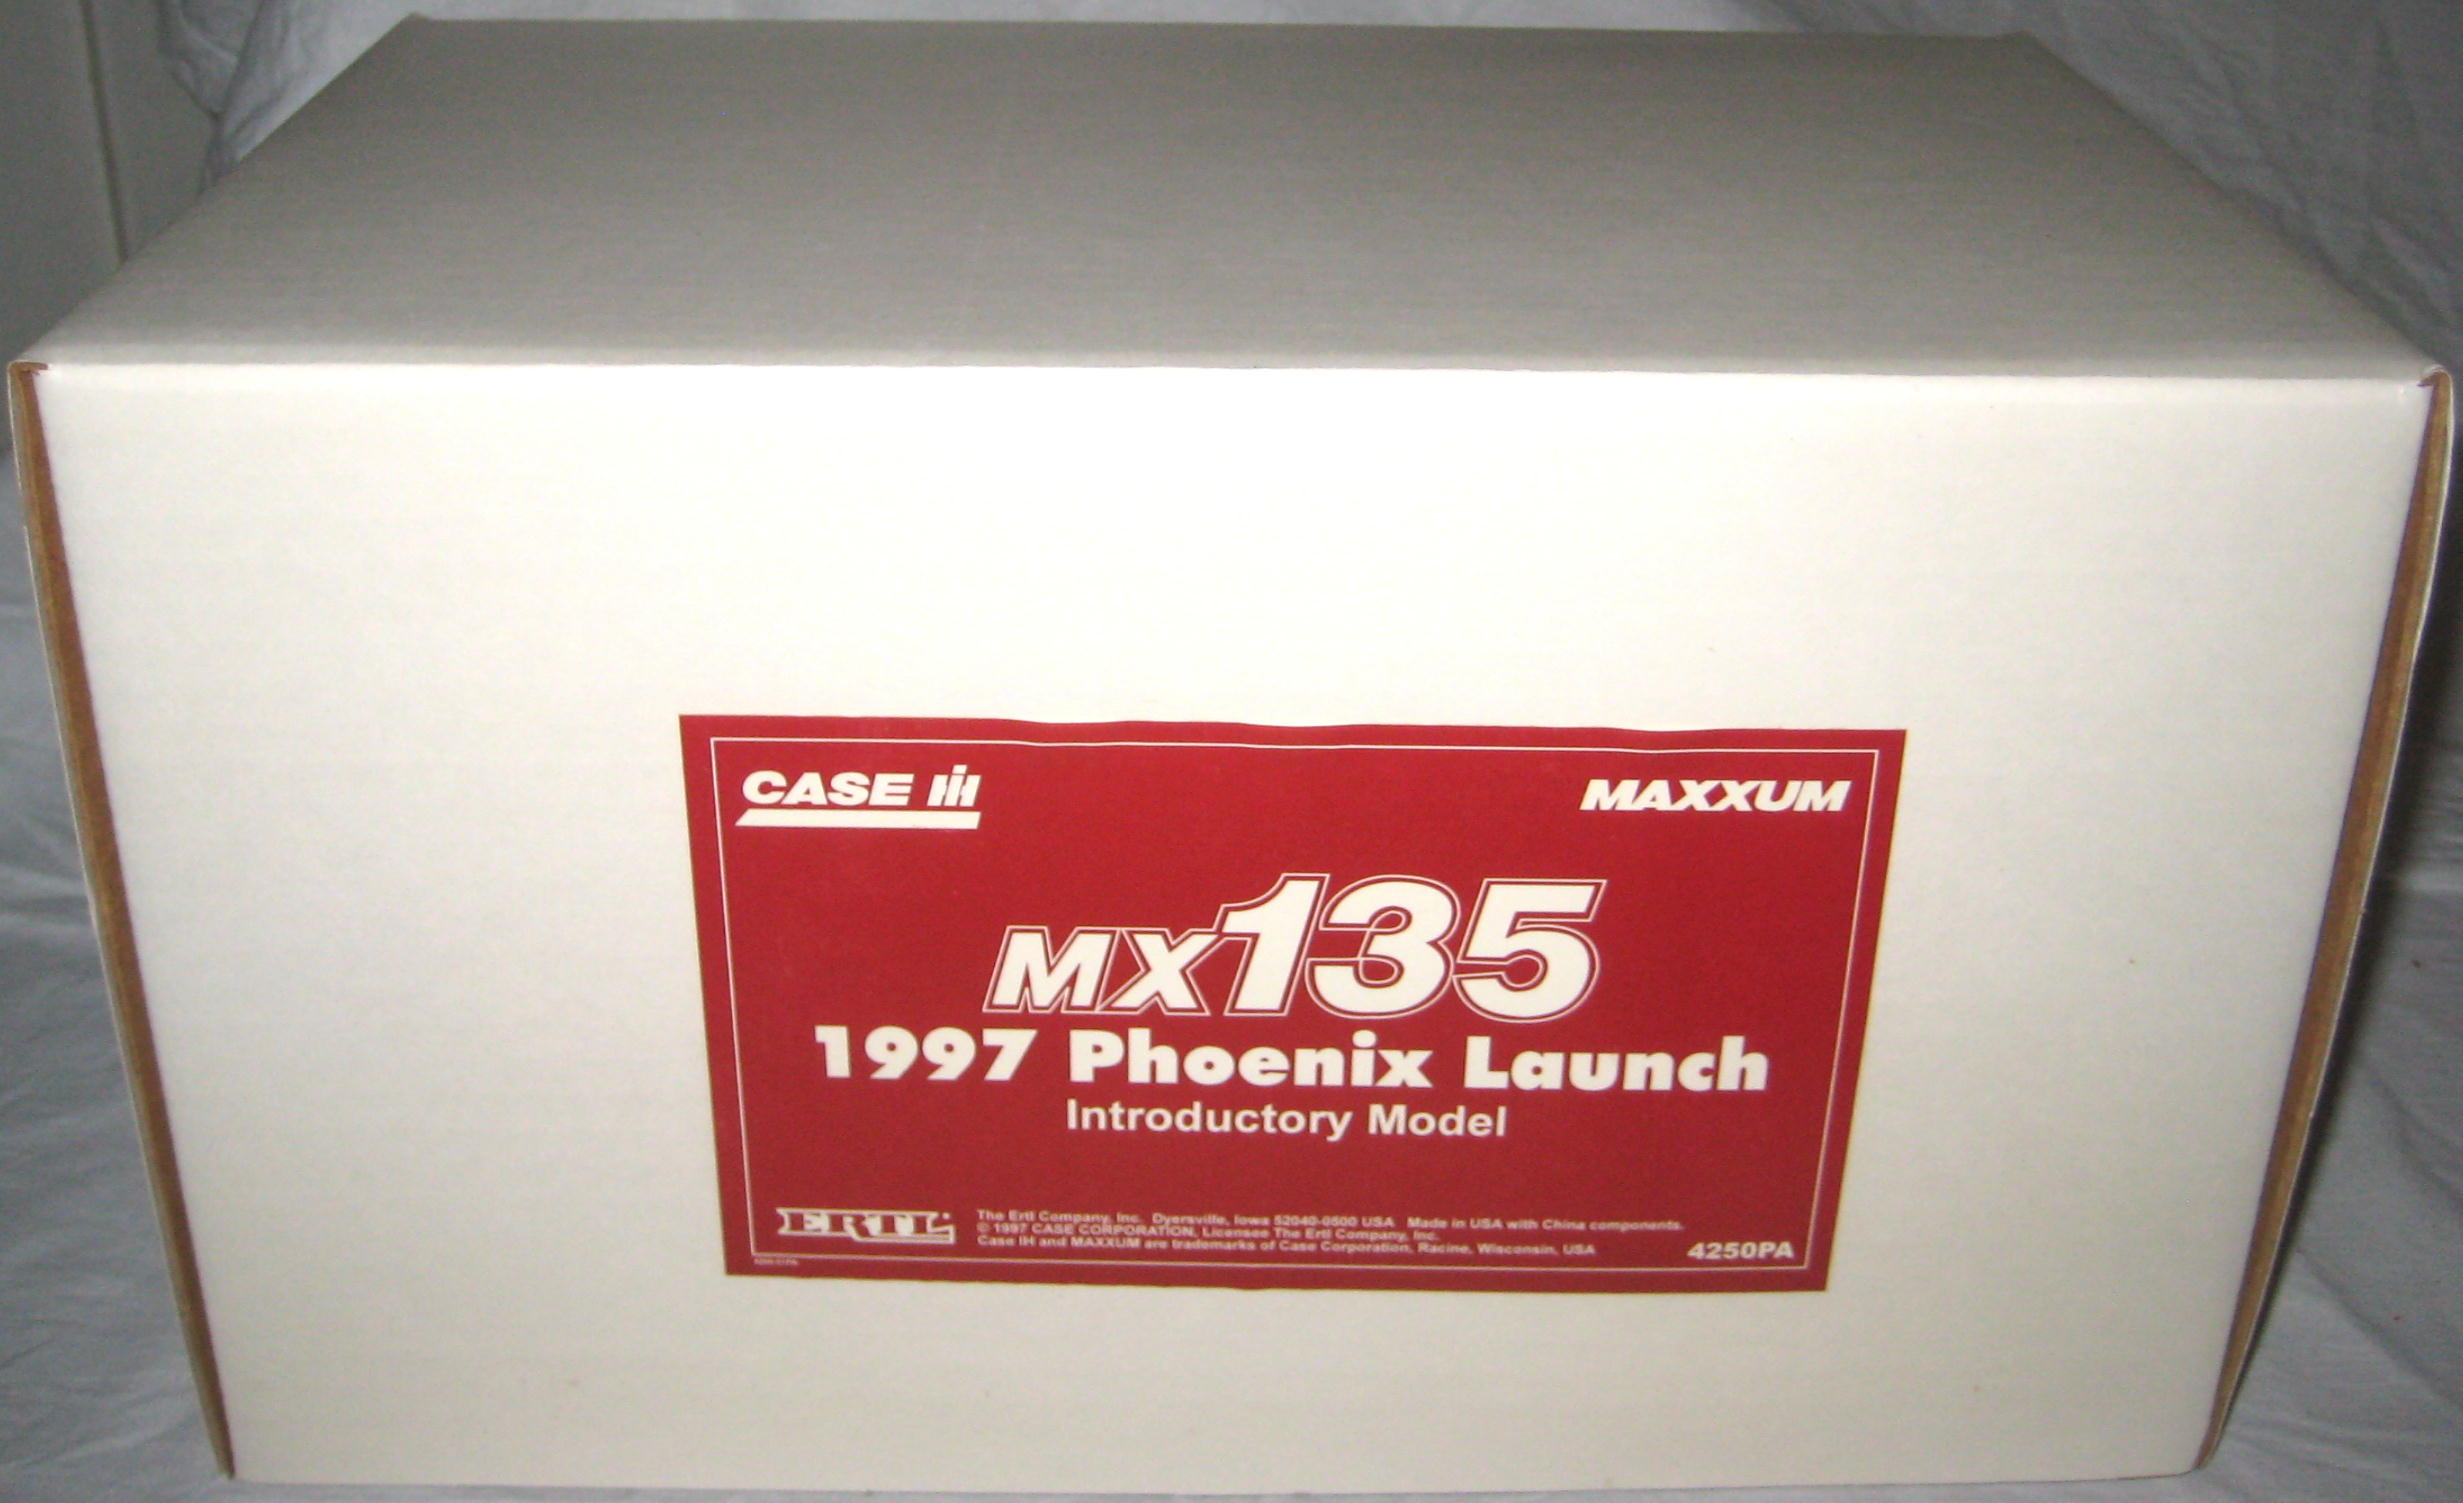 CASE IH
MAXXUM
MX135
1997 Phoenix Launch
Introductory Model
ERTL
The Ertl Company, Inc. Dyersville, Iowa 52040-0500 USA Made in USA with China components.
© 1997 CASE CORPORATION, Licensee The Ertl Company, Inc.
Case IH and MAXXUM are trademarks of Case Corporation, Racine, Wisconsin, USA
4250PA